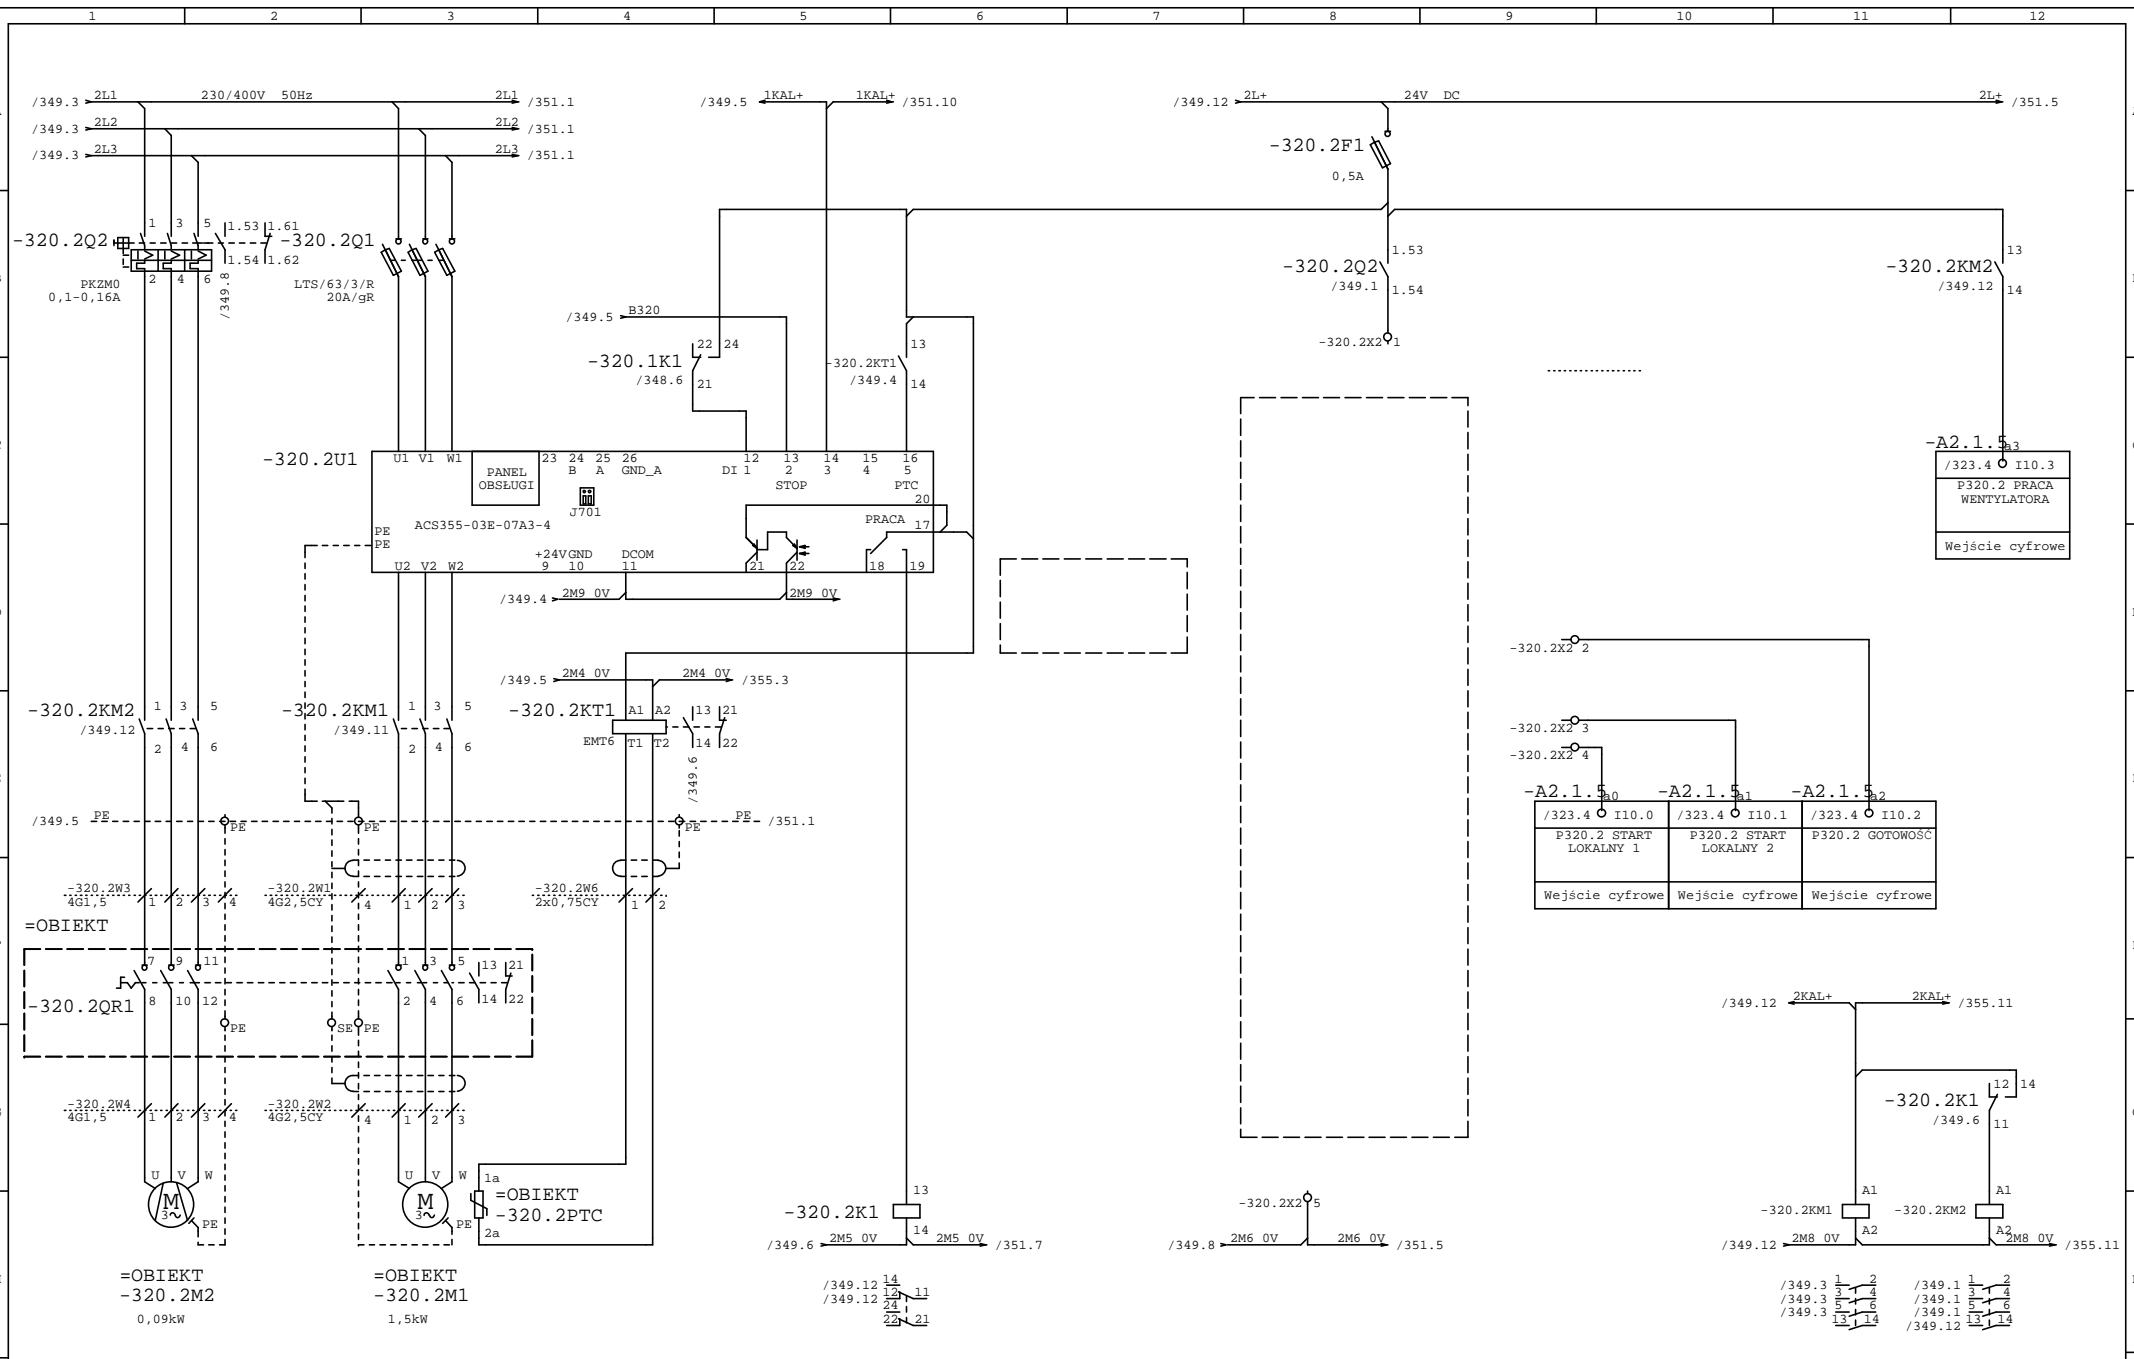 1 2 3 4 5 6 7 8 9 10 11 12
/349.3 2L1 230/400V 50Hz 2L1 /351.1
/349.3 2L2 2L2 /351.1
/349.3 2L3 2L3 /351.1
/349.5 1KAL+ 1KAL+ /351.10
/349.12 2L+ 24V DC 2L+ /351.5
-320.2F1
0,5A
-320.2Q2
1 3 5 1.53 1.61
2 4 6 1.54 1.62
PKZM0
0,1-0,16A
/349.8
-320.2Q1
LTS/63/3/R
20A/gR
/349.5 B320
-320.1K1
/348.6
22 24
21
-320.2KT1
/349.4
13
14
-320.2Q2
/349.1
1.53
1.54
-320.2X2 1
-320.2KM2
/349.12
13
14
-320.2U1
U1 V1 W1
PANEL
OBSŁUGI
23 24 25 26
B A GND_A
J701
12 13 14 15 16
DI 1 2 3 4 5
STOP PTC
20
PRACA 17
ACS355-03E-07A3-4
PE
PE
+24V GND DCOM
U2 V2 W2 9 10 11 21 22 18 19
/349.4 2M9 0V 2M9 0V
-A2.1.5
a3
/323.4 I10.3
P320.2 PRACA
WENTYLATORA
Wejście cyfrowe
/349.5 2M4 0V 2M4 0V /355.3
-320.2KM2
/349.12
1 3 5
2 4 6
-320.2KM1
/349.11
1 3 5
2 4 6
-320.2KT1
A1 A2 13 21
EMT6 T1 T2 14 22
/349.6
-320.2X2 2
-320.2X2 3
-320.2X2 4
/349.5 PE PE PE PE PE /351.1
-A2.1.5 a0 -A2.1.5 a1 -A2.1.5 a2
/323.4 I10.0 /323.4 I10.1 /323.4 I10.2
P320.2 START P320.2 START P320.2 GOTOWOŚĆ
LOKALNY 1 LOKALNY 2
Wejście cyfrowe Wejście cyfrowe Wejście cyfrowe
-320.2W3
4G1,5 1 2 3 4
-320.2W1
4G2,5CY 4 1 2 3
-320.2W6
2x0,75CY 1 2
=OBIEKT
7 9 11 1 3 5 13 21
-320.2QR1
8 10 12 2 4 6 14 22
PE SE PE
-320.2W4
4G1,5 1 2 3 4
-320.2W2
4G2,5CY 4 1 2 3
/349.12 2KAL+ 2KAL+ /355.11
-320.2K1
/349.6
12 14
11
U V W U V W
M
3~
PE
M
3~
PE
1a
=OBIEKT
-320.2PTC
2a
-320.2K1
13
14
/349.6 2M5 0V 2M5 0V /351.7
-320.2X2 5
/349.8 2M6 0V 2M6 0V /351.5
-320.2KM1 A1 A2
-320.2KM2 A1 A2
/349.12 2M8 0V 2M8 0V /355.11
=OBIEKT
-320.2M2
0,09kW
=OBIEKT
-320.2M1
1,5kW
/349.12 14
/349.12 12 11
24
22 21
/349.3 1 2
/349.3 3 4
/349.3 5 6
13 14
/349.1 1 2
/349.1 3 4
/349.1 5 6
/349.12 13 14